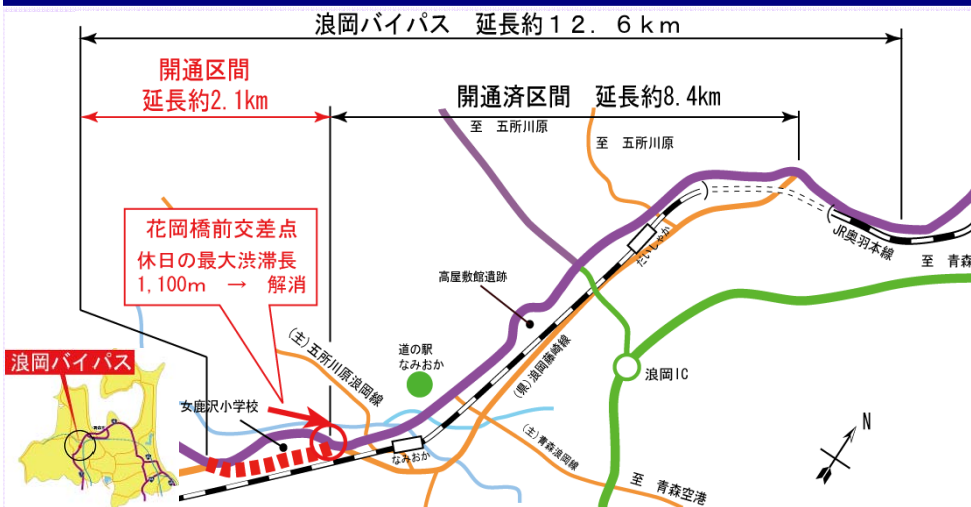 浪岡バイパス 延長約12.6km
開通区間
延長約2.1km
開通済区間 延長約8.4km
至 五所川原
至 五所川原
花岡橋前交差点
休日の最大渋滞長
1,100m → 解消
JR奥羽本線
至 青森
だいしゃか
高屋敷館遺跡
(主)五所川原浪岡線
道の駅
なみおか
(県)浪岡藤崎線
浪岡IC
浪岡バイパス
女鹿沢小学校
なみおか
(主)青森浪岡線
至 青森空港
N